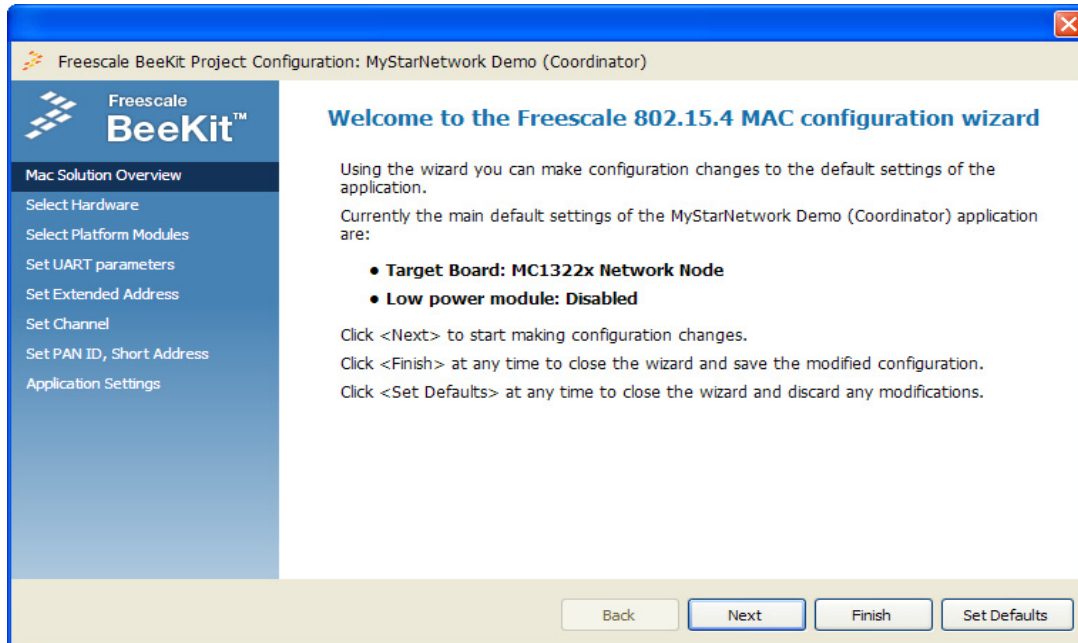 Freescale BeeKit Project Configuration: MyStarNetwork Demo (Coordinator)
Freescale
BeeKit™
Mac Solution Overview
Select Hardware
Select Platform Modules
Set UART parameters
Set Extended Address
Set Channel
Set PAN ID, Short Address
Application Settings
Welcome to the Freescale 802.15.4 MAC configuration wizard
Using the wizard you can make configuration changes to the default settings of the
application.
Currently the main default settings of the MyStarNetwork Demo (Coordinator) application
are:
● Target Board: MC1322x Network Node
● Low power module: Disabled
Click <Next> to start making configuration changes.
Click <Finish> at any time to close the wizard and save the modified configuration.
Click <Set Defaults> at any time to close the wizard and discard any modifications.
Back Next Finish Set Defaults